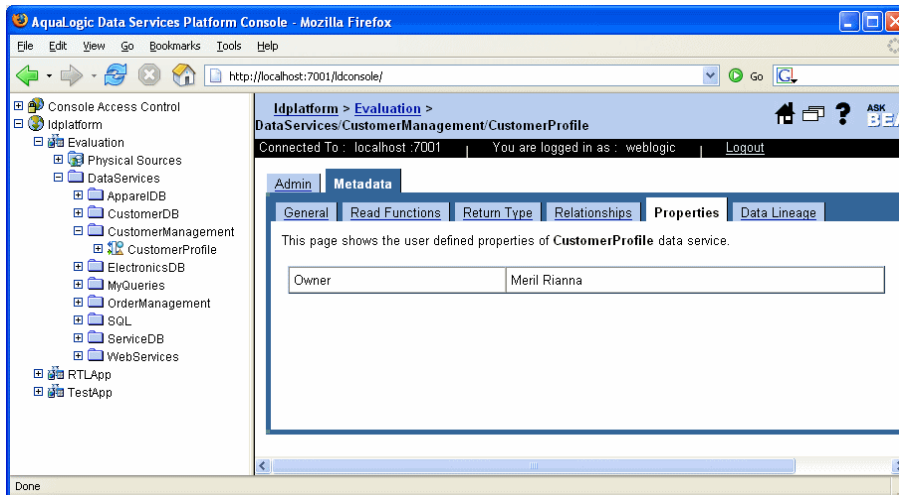 AquaLogic Data Services Platform Console - Mozilla Firefox
File Edit View Go Bookmarks Tools Help
http://localhost:7001/ldconsole/ Go
Console Access Control
ldplatform
Evaluation
Physical Sources
DataServices
ApparelDB
CustomerDB
CustomerManagement
CustomerProfile
ElectronicsDB
MyQueries
OrderManagement
SQL
ServiceDB
WebServices
RTLApp
TestApp
ldplatform > Evaluation >
DataServices/CustomerManagement/CustomerProfile
ASK
BEA
Connected To : localhost :7001 | You are logged in as : weblogic | Logout
Admin Metadata
General Read Functions Return Type Relationships Properties Data Lineage
This page shows the user defined properties of CustomerProfile data service.
Owner Meril Rianna
Done